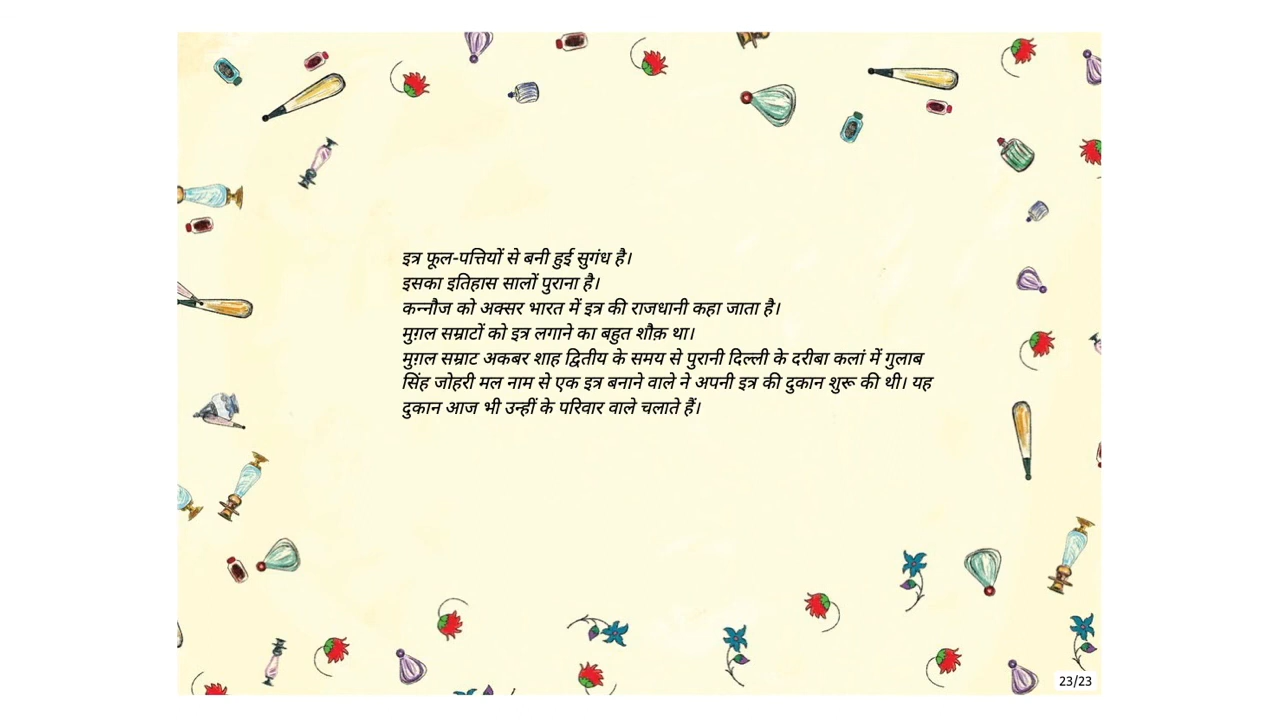 इत्र फूल-पत्तियों से बनी हुई सुगंध है।
इसका इतिहास सालों पुराना है।
कन्नौज को अक्सर भारत में इत्र की राजधानी कहा जाता है।
मुग़ल सम्राटों को इत्र लगाने का बहुत शौक़ था।
मुग़ल सम्राट अकबर शाह द्वितीय के समय से पुरानी दिल्ली के दरीबा कलां में गुलाब
सिंह जोहरी मल नाम से एक इत्र बनाने वाले ने अपनी इत्र की दुकान शुरू की थी। यह
दुकान आज भी उन्हीं के परिवार वाले चलाते हैं।
23/23